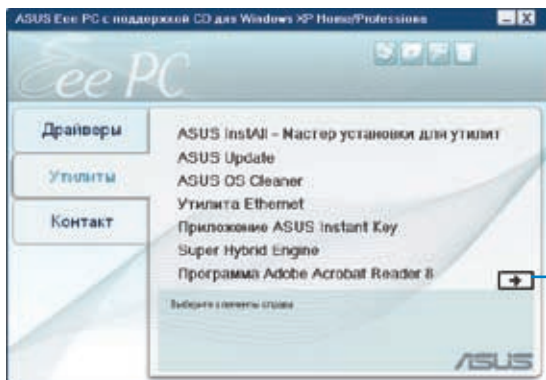 ASUS Eee PC с поддержкой CD для Windows XP Home/Professiona
Eee PC
Драйверы
Утилиты
Контакт
ASUS InstAll - Мастер установки для утилит
ASUS Update
ASUS OS Cleaner
Утилита Ethernet
Приложение ASUS Instant Key
Super Hybrid Engine
Программа Adobe Acrobat Reader 8
Выберите элементы справа
ASUS